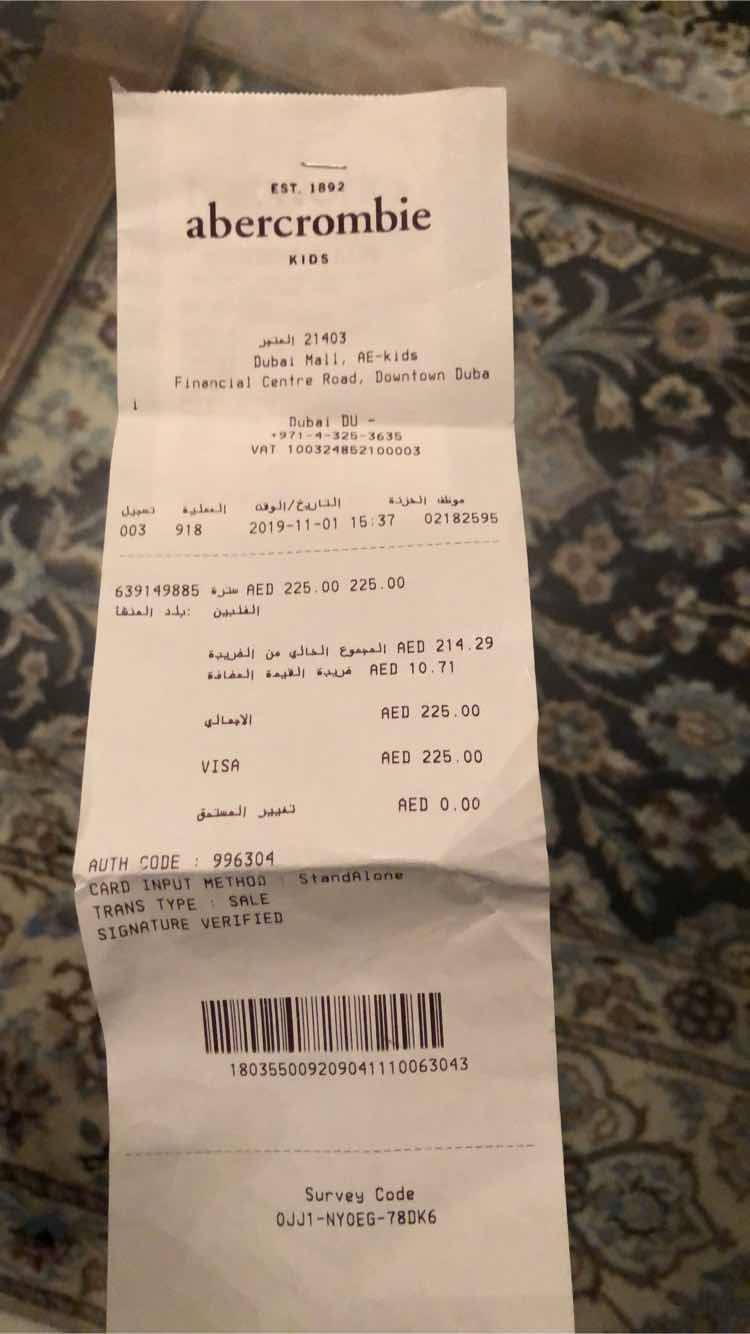 EST. 1892
abercrombie
KIDS
21403 المتجر
Dubai Mall, AE-kids
Financial Centre Road, Downtown Duba
i
Dubai DU -
+971-4-325-3635
VAT 100324852100003
تسجيل العملية التاريخ/الوقت موظف الخزنة
003 918 2019-11-01 15:37 02182595
639149885 سترة AED 225.00 225.00
بلد المنشأ: الفلبين
المجموع الخالي من الضريبة AED 214.29
ضريبة القيمة المضافة AED 10.71
الاجمالي AED 225.00
VISA AED 225.00
تغيير المستحق AED 0.00
AUTH CODE : 996304
CARD INPUT METHOD : StandAlone
TRANS TYPE : SALE
SIGNATURE VERIFIED
180355009209041110063043
Survey Code
0JJ1-NY0EG-78DK6